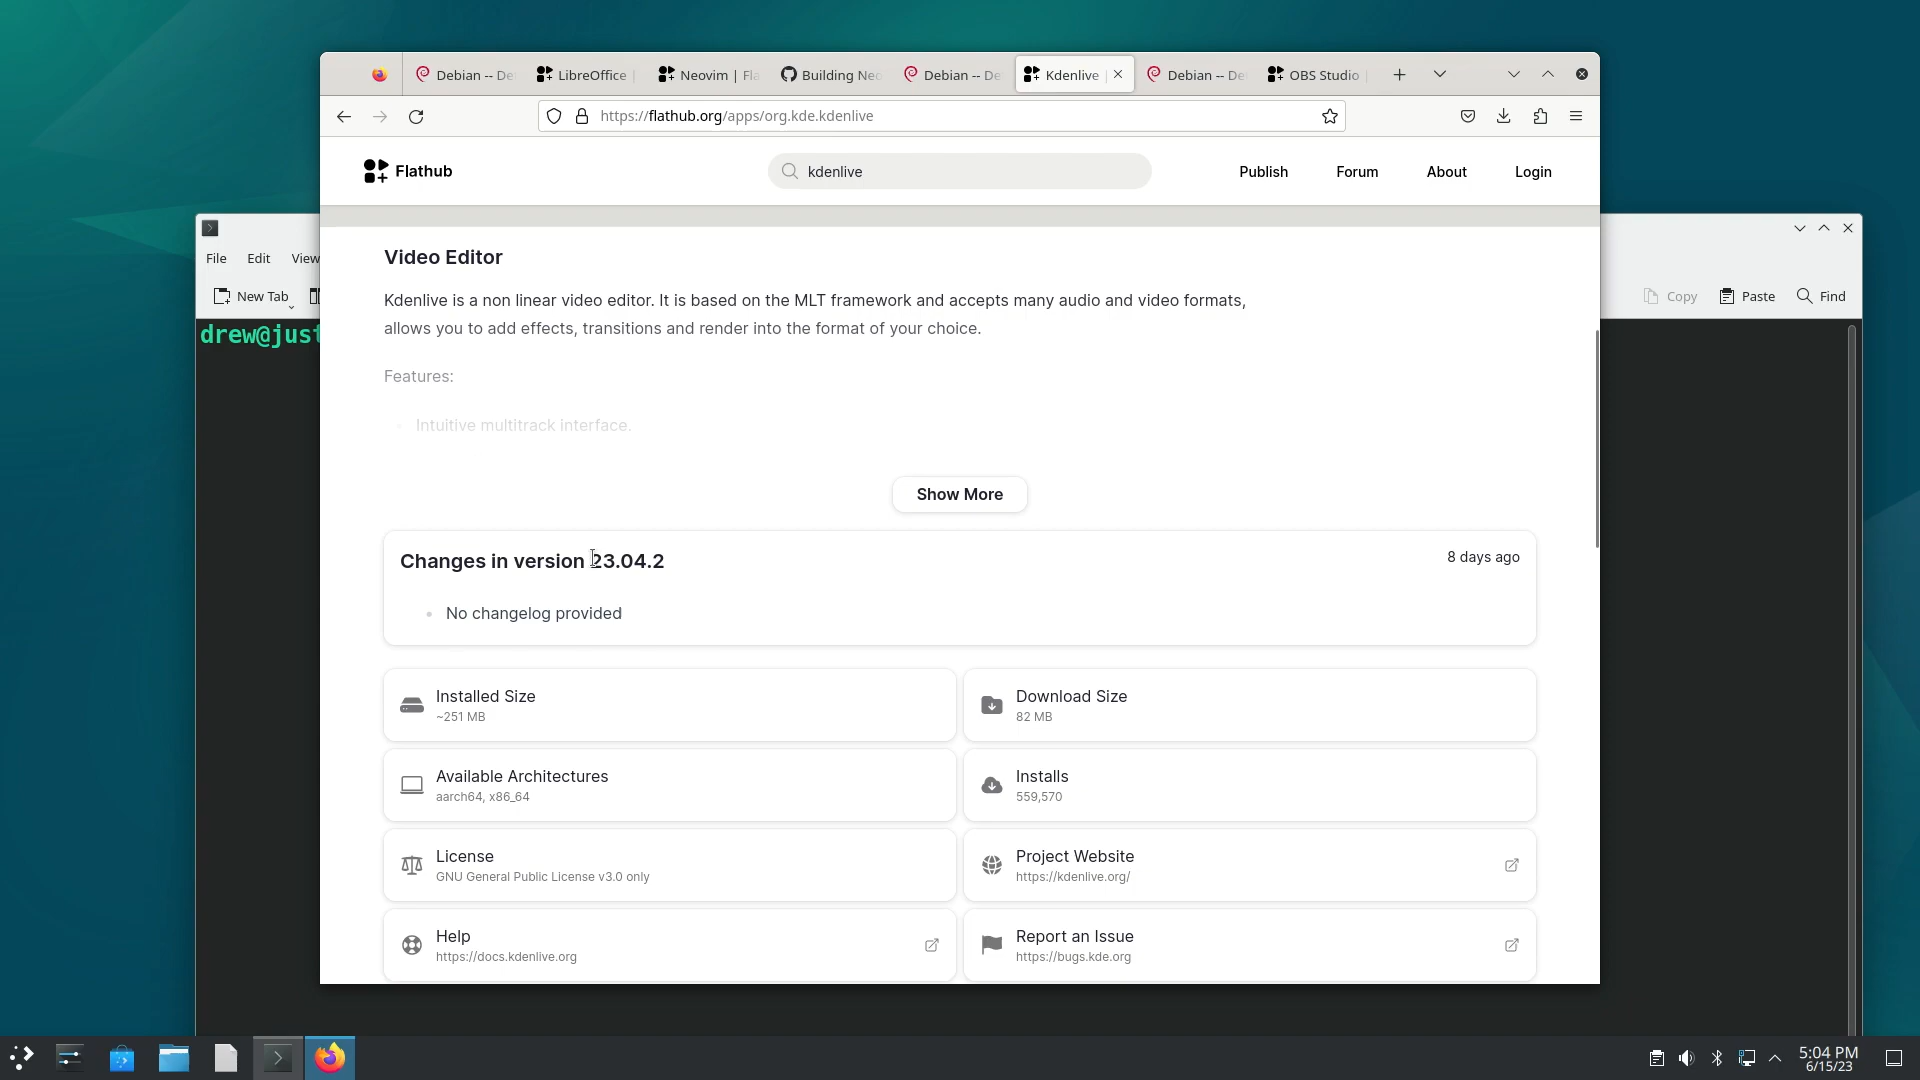 Debian -- De
LibreOffice
Neovim | Fla
Building Neo
Debian -- De
Kdenlive
Debian -- De
OBS Studio
https://flathub.org/apps/org.kde.kdenlive
Flathub
kdenlive
Publish
Forum
About
Login
File
Edit
View
New Tab
Copy
Paste
Find
drew@just
Video Editor
Kdenlive is a non linear video editor. It is based on the MLT framework and accepts many audio and video formats,
allows you to add effects, transitions and render into the format of your choice.
Features:
Intuitive multitrack interface.
Show More
Changes in version 23.04.2
8 days ago
No changelog provided
Installed Size
~251 MB
Download Size
82 MB
Available Architectures
aarch64, x86_64
Installs
559,570
License
GNU General Public License v3.0 only
Project Website
https://kdenlive.org/
Help
https://docs.kdenlive.org
Report an Issue
https://bugs.kde.org
5:04 PM
6/15/23